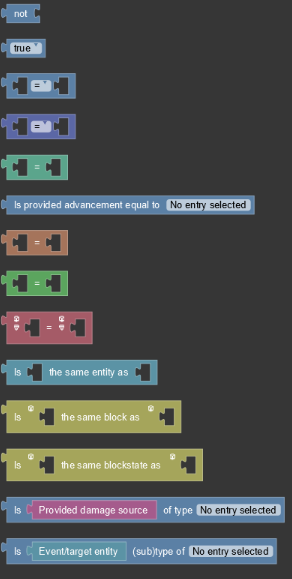 not
true
=
=
=
Is provided advancement equal to No entry selected
=
=
=
Is the same entity as
Is the same block as
Is the same blockstate as
Is Provided damage source of type No entry selected
Is Event/target entity (sub)type of No entry selected